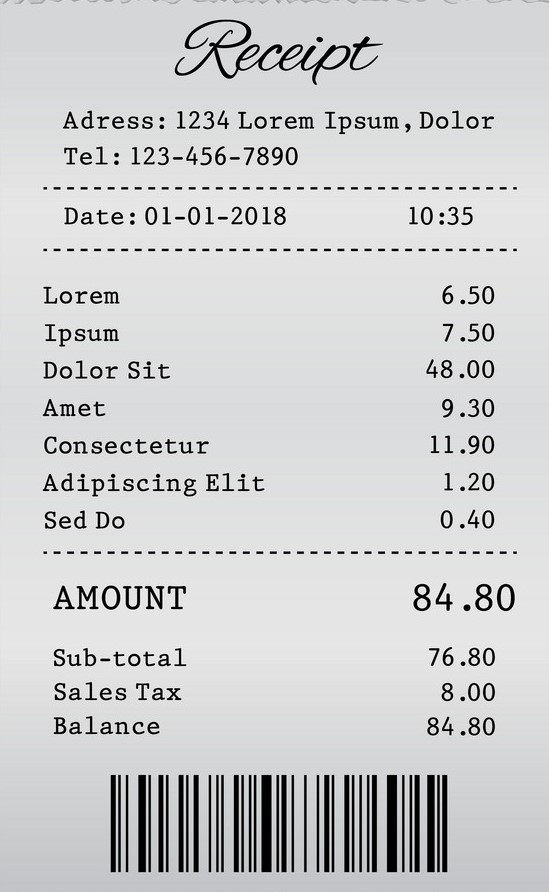 Receipt
Adress: 1234 Lorem Ipsum, Dolor
Tel: 123-456-7890
Date: 01-01-2018 10:35
Lorem 6.50
Ipsum 7.50
Dolor Sit 48.00
Amet 9.30
Consectetur 11.90
Adipiscing Elit 1.20
Sed Do 0.40
AMOUNT 84.80
Sub-total 76.80
Sales Tax 8.00
Balance 84.80